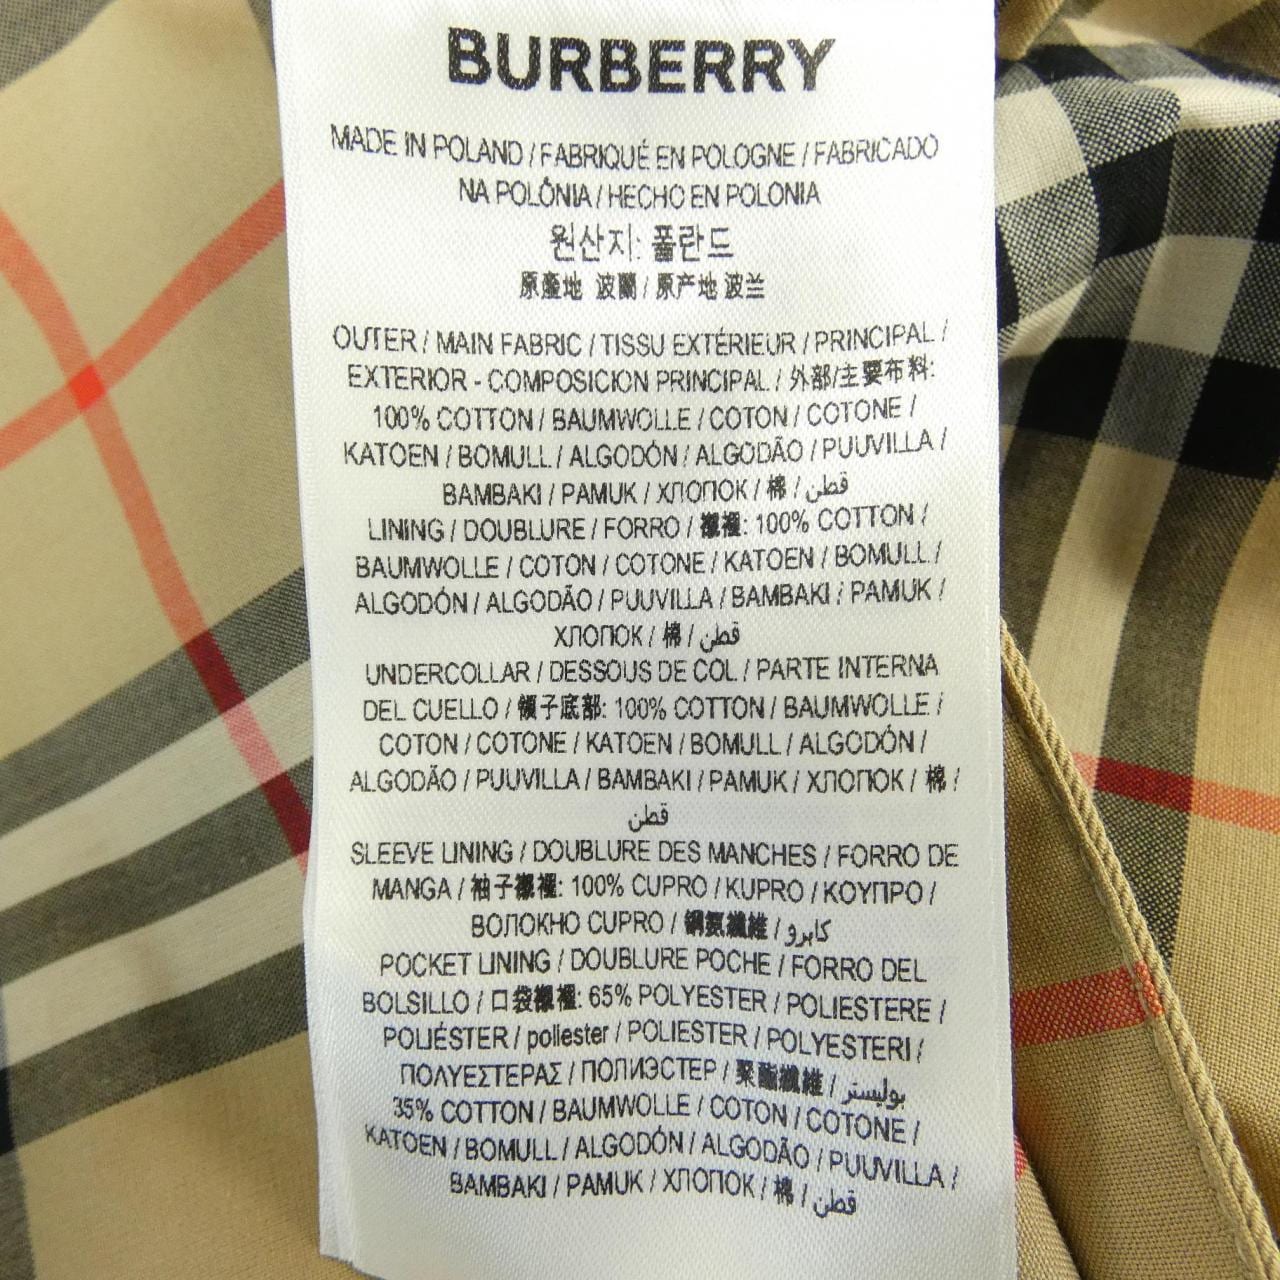 BURBERRY
MADE IN POLAND / FABRIQUÉ EN POLOGNE / FABRICADO
NA POLÔNIA / HECHO EN POLONIA
원산지: 폴란드
原產地 波蘭 / 原产地 波兰
OUTER / MAIN FABRIC / TISSU EXTÉRIEUR / PRINCIPAL /
EXTERIOR - COMPOSICION PRINCIPAL / 外部/主要布料:
100% COTTON / BAUMWOLLE / COTON / COTONE /
KATOEN / BOMULL / ALGODÓN / ALGODÃO / PUUVILLA /
BAMBAKI / PAMUK / ХЛОПОК / 棉 / قطن
LINING / DOUBLURE / FORRO / 襯裡: 100% COTTON /
BAUMWOLLE / COTON / COTONE / KATOEN / BOMULL /
ALGODÓN / ALGODÃO / PUUVILLA / BAMBAKI / PAMUK /
ХЛОПОК / 棉 / قطن
UNDERCOLLAR / DESSOUS DE COL / PARTE INTERNA
DEL CUELLO / 領子底部: 100% COTTON / BAUMWOLLE /
COTON / COTONE / KATOEN / BOMULL / ALGODÓN /
ALGODÃO / PUUVILLA / BAMBAKI / PAMUK / ХЛОПОК / 棉 /
قطن
SLEEVE LINING / DOUBLURE DES MANCHES / FORRO DE
MANGA / 袖子襯裡: 100% CUPRO / KUPRO / ΚΟΥΠΡΟ /
ВОЛОКНО CUPRO / 銅氨纖維 / كابرو
POCKET LINING / DOUBLURE POCHE / FORRO DEL
BOLSILLO / 口袋襯裡: 65% POLYESTER / POLIESTERE /
POLIÉSTER / poliester / POLIESTER / POLYESTERI /
ΠΟΛΥΕΣΤΕΡΑΣ / ПОЛИЭСТЕР / 聚酯纖維 / بوليستر
35% COTTON / BAUMWOLLE / COTON / COTONE /
KATOEN / BOMULL / ALGODÓN / ALGODÃO / PUUVILLA /
BAMBAKI / PAMUK / ХЛОПОК / 棉 / قطن